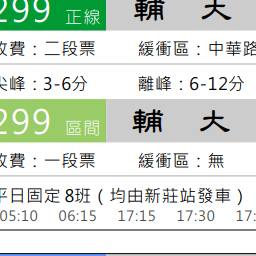 299 正線 輔 大
收費：二段票 緩衝區：中華路
尖峰：3-6分 離峰：6-12分
299 區間 輔 大
收費：一段票 緩衝區：無
平日固定 8班（均由新莊站發車）
05:10 06:15 17:15 17:30 17: